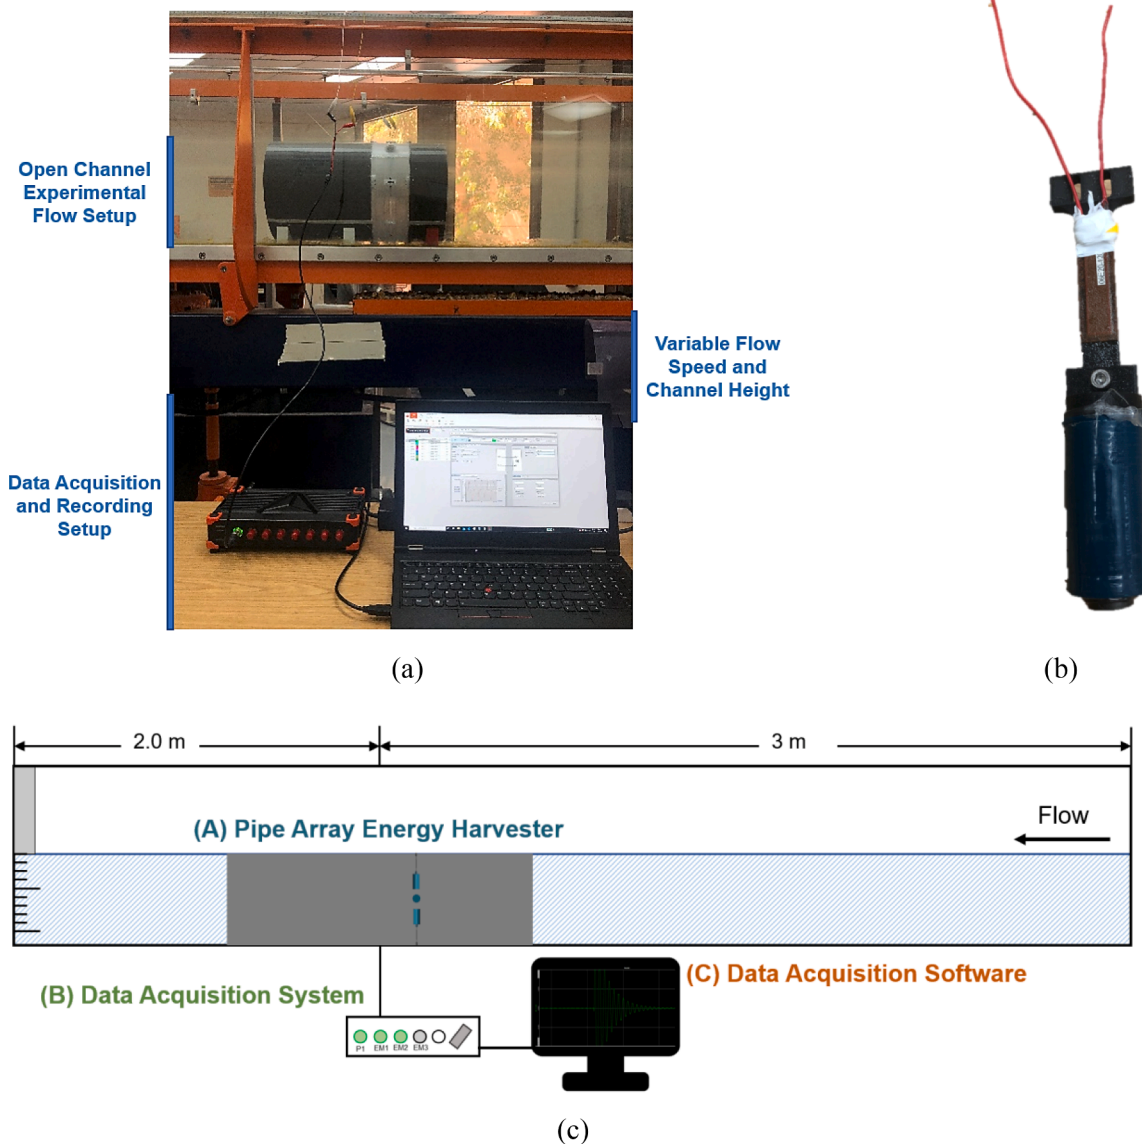 Open Channel
Experimental
Flow Setup
Variable Flow
Speed and
Channel Height
Data Acquisition
and Recording
Setup
(a)
(b)
2.0 m
3 m
(A) Pipe Array Energy Harvester
Flow
(B) Data Acquisition System
(C) Data Acquisition Software
P1
EM1
EM2
EM3
(c)